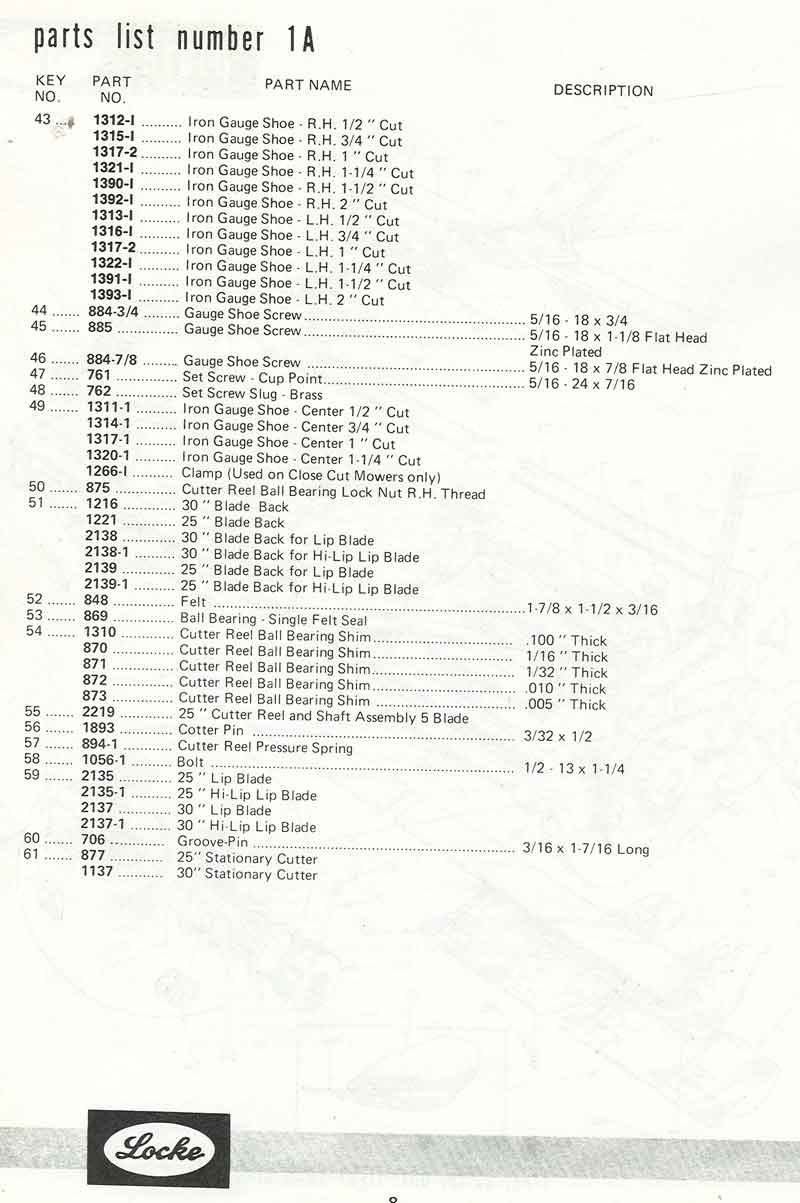 parts list number 1A
KEY NO. PART NO. PART NAME DESCRIPTION
43 .... 1312-I .......... Iron Gauge Shoe - R.H. 1/2 " Cut
1315-I .......... Iron Gauge Shoe - R.H. 3/4 " Cut
1317-2 .......... Iron Gauge Shoe - R.H. 1 " Cut
1321-I .......... Iron Gauge Shoe - R.H. 1-1/4 " Cut
1390-I .......... Iron Gauge Shoe - R.H. 1-1/2 " Cut
1392-I .......... Iron Gauge Shoe - R.H. 2 " Cut
1313-I .......... Iron Gauge Shoe - L.H. 1/2 " Cut
1316-I .......... Iron Gauge Shoe - L.H. 3/4 " Cut
1317-2 .......... Iron Gauge Shoe - L.H. 1 " Cut
1322-I .......... Iron Gauge Shoe - L.H. 1-1/4 " Cut
1391-I .......... Iron Gauge Shoe - L.H. 1-1/2 " Cut
1393-I .......... Iron Gauge Shoe - L.H. 2 " Cut
44 ....... 884-3/4 ......... Gauge Shoe Screw ....... 5/16 - 18 x 3/4
45 ....... 885 ............... Gauge Shoe Screw ....... 5/16 - 18 x 1-1/8 Flat Head
Zinc Plated
46 ....... 884-7/8 ......... Gauge Shoe Screw ....... 5/16 - 18 x 7/8 Flat Head Zinc Plated
47 ....... 761 ............... Set Screw - Cup Point ....... 5/16 - 24 x 7/16
48 ....... 762 ............... Set Screw Slug - Brass
49 ....... 1311-1 .......... Iron Gauge Shoe - Center 1/2 " Cut
1314-1 .......... Iron Gauge Shoe - Center 3/4 " Cut
1317-1 .......... Iron Gauge Shoe - Center 1 " Cut
1320-1 .......... Iron Gauge Shoe - Center 1-1/4 " Cut
1266-I .......... Clamp (Used on Close Cut Mowers only)
50 ....... 875 ............... Cutter Reel Ball Bearing Lock Nut R.H. Thread
51 ....... 1216 ............. 30 " Blade Back
1221 ............. 25 " Blade Back
2138 ............. 30 " Blade Back for Lip Blade
2138-1 .......... 30 " Blade Back for Hi-Lip Lip Blade
2139 ............. 25 " Blade Back for Lip Blade
2139-1 .......... 25 " Blade Back for Hi-Lip Lip Blade
52 ....... 848 ............... Felt ....... 1-7/8 x 1-1/2 x 3/16
53 ....... 869 ............... Ball Bearing - Single Felt Seal
54 ....... 1310 ............. Cutter Reel Ball Bearing Shim ....... .100 " Thick
870 ............... Cutter Reel Ball Bearing Shim ....... 1/16 " Thick
871 ............... Cutter Reel Ball Bearing Shim ....... 1/32 " Thick
872 ............... Cutter Reel Ball Bearing Shim ....... .010 " Thick
873 ............... Cutter Reel Ball Bearing Shim ....... .005 " Thick
55 ....... 2219 ............. 25 " Cutter Reel and Shaft Assembly 5 Blade
56 ....... 1893 ............. Cotter Pin ....... 3/32 x 1/2
57 ....... 894-1 ............ Cutter Reel Pressure Spring
58 ....... 1056-1 .......... Bolt ....... 1/2 - 13 x 1-1/4
59 ....... 2135 ............. 25 " Lip Blade
2135-1 .......... 25 " Hi-Lip Lip Blade
2137 ............. 30 " Lip Blade
2137-1 .......... 30 " Hi-Lip Lip Blade
60 ....... 706 ............. Groove-Pin ....... 3/16 x 1-7/16 Long
61 ....... 877 ............. 25" Stationary Cutter
1137 ........... 30" Stationary Cutter
Locke